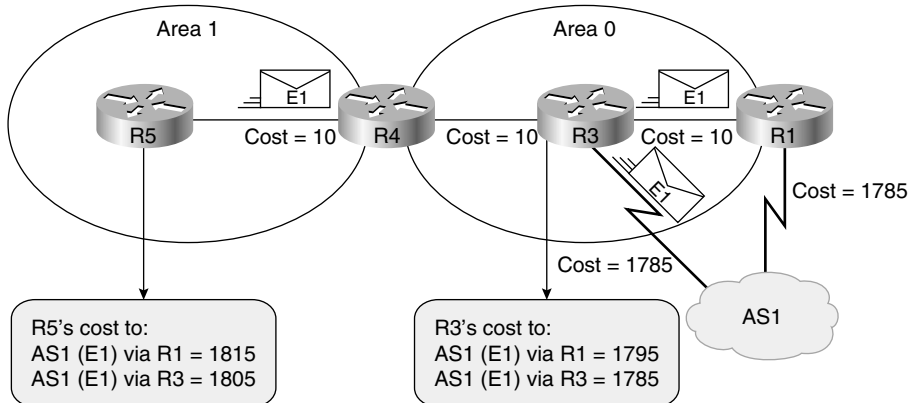 Area 1
Area 0
E1
E1
R5
Cost = 10
R4
Cost = 10
R3
Cost = 10
R1
E1
Cost = 1785
Cost = 1785
AS1
R5's cost to:
AS1 (E1) via R1 = 1815
AS1 (E1) via R3 = 1805
R3's cost to:
AS1 (E1) via R1 = 1795
AS1 (E1) via R3 = 1785